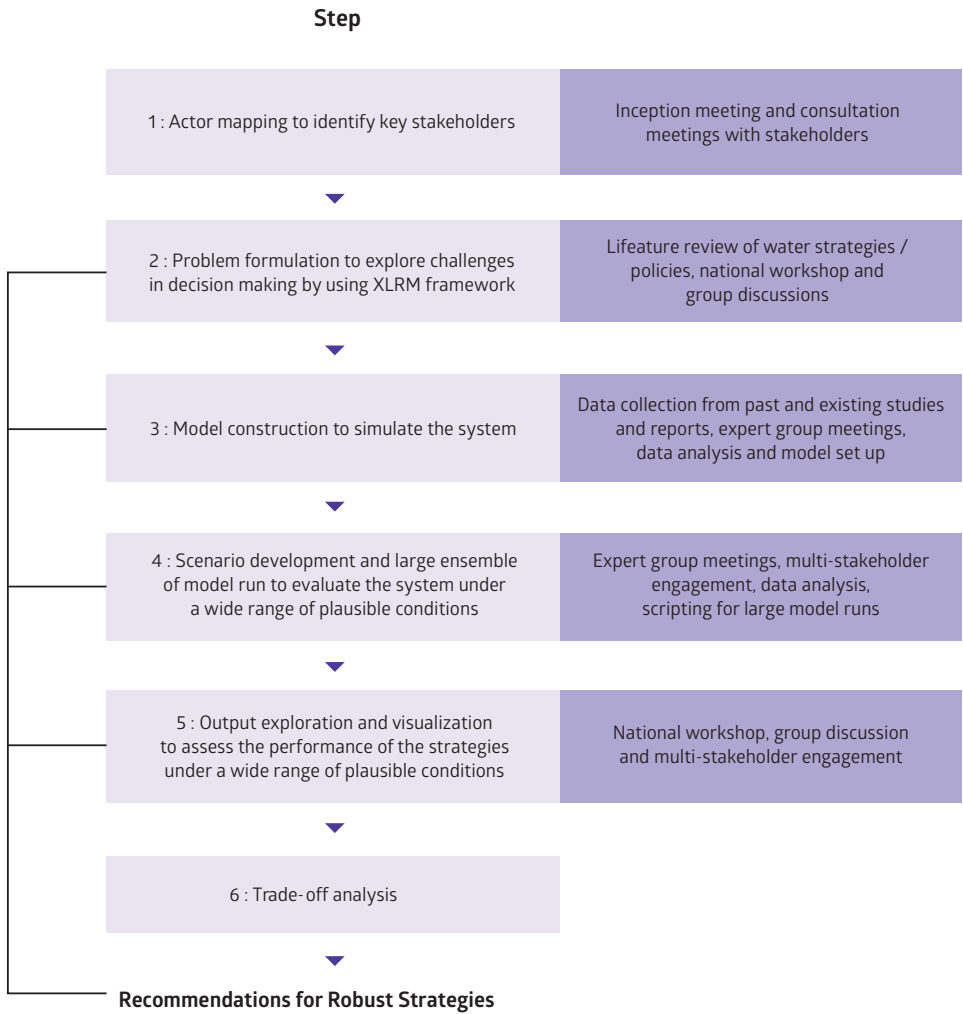 Step
1 : Actor mapping to identify key stakeholders
Inception meeting and consultation
meetings with stakeholders
2 : Problem formulation to explore challenges
in decision making by using XLRM framework
Lifeature review of water strategies /
policies, national workshop and
group discussions
3 : Model construction to simulate the system
Data collection from past and existing studies
and reports, expert group meetings,
data analysis and model set up
4 : Scenario development and large ensemble
of model run to evaluate the system under
a wide range of plausible conditions
Expert group meetings, multi-stakeholder
engagement, data analysis,
scripting for large model runs
5 : Output exploration and visualization
to assess the performance of the strategies
under a wide range of plausible conditions
National workshop, group discussion
and multi-stakeholder engagement
6 : Trade-off analysis
Recommendations for Robust Strategies